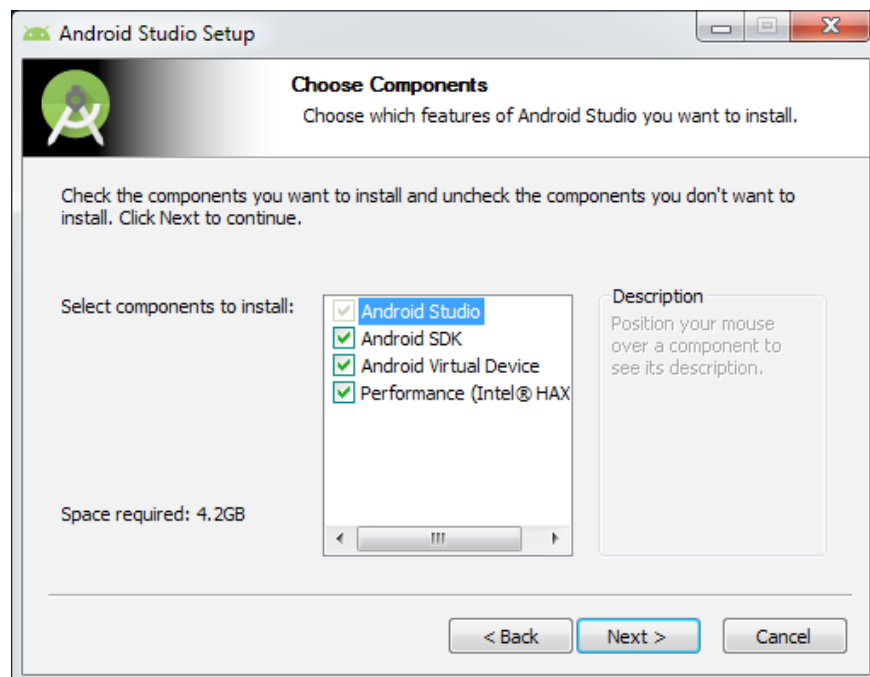 Android Studio Setup
Choose Components
Choose which features of Android Studio you want to install.
Check the components you want to install and uncheck the components you don't want to
install. Click Next to continue.
Select components to install:
Android Studio
Android SDK
Android Virtual Device
Performance (Intel® HAX
Description
Position your mouse
over a component to
see its description.
Space required: 4.2GB
< Back
Next >
Cancel